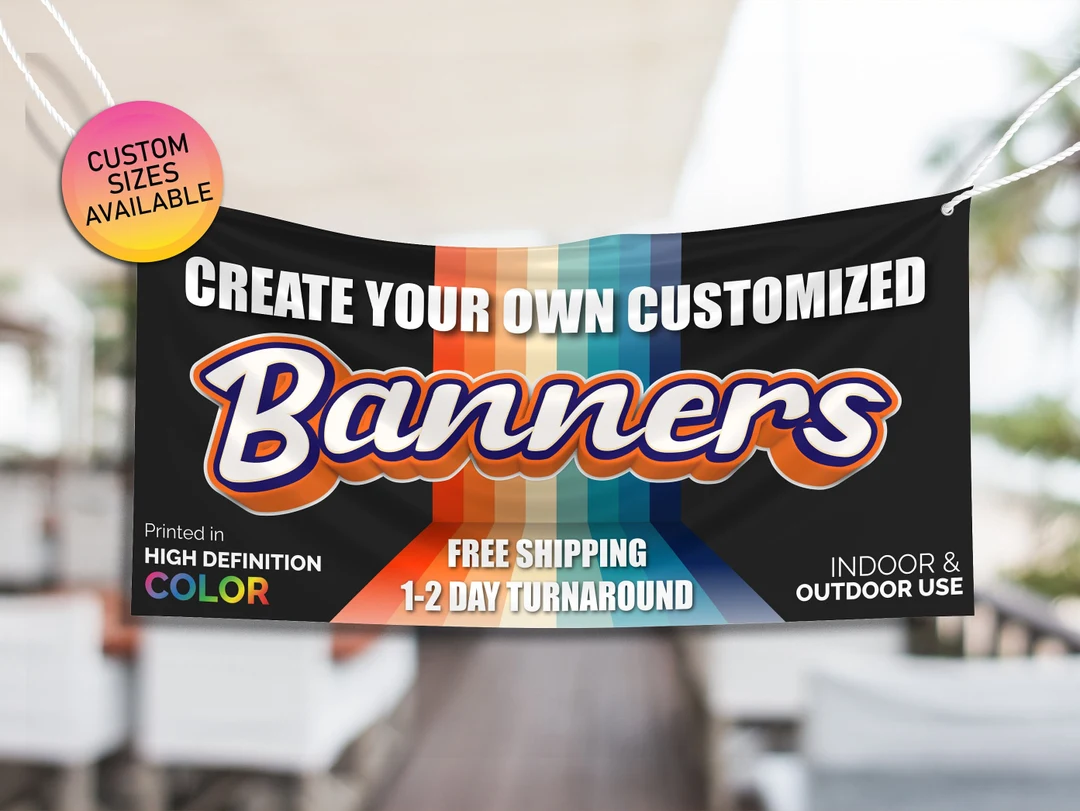 CUSTOM
SIZES
AVAILABLE
CREATE YOUR OWN CUSTOMIZED
Banners
Printed in
HIGH DEFINITION
COLOR
FREE SHIPPING
1-2 DAY TURNAROUND
INDOOR &
OUTDOOR USE